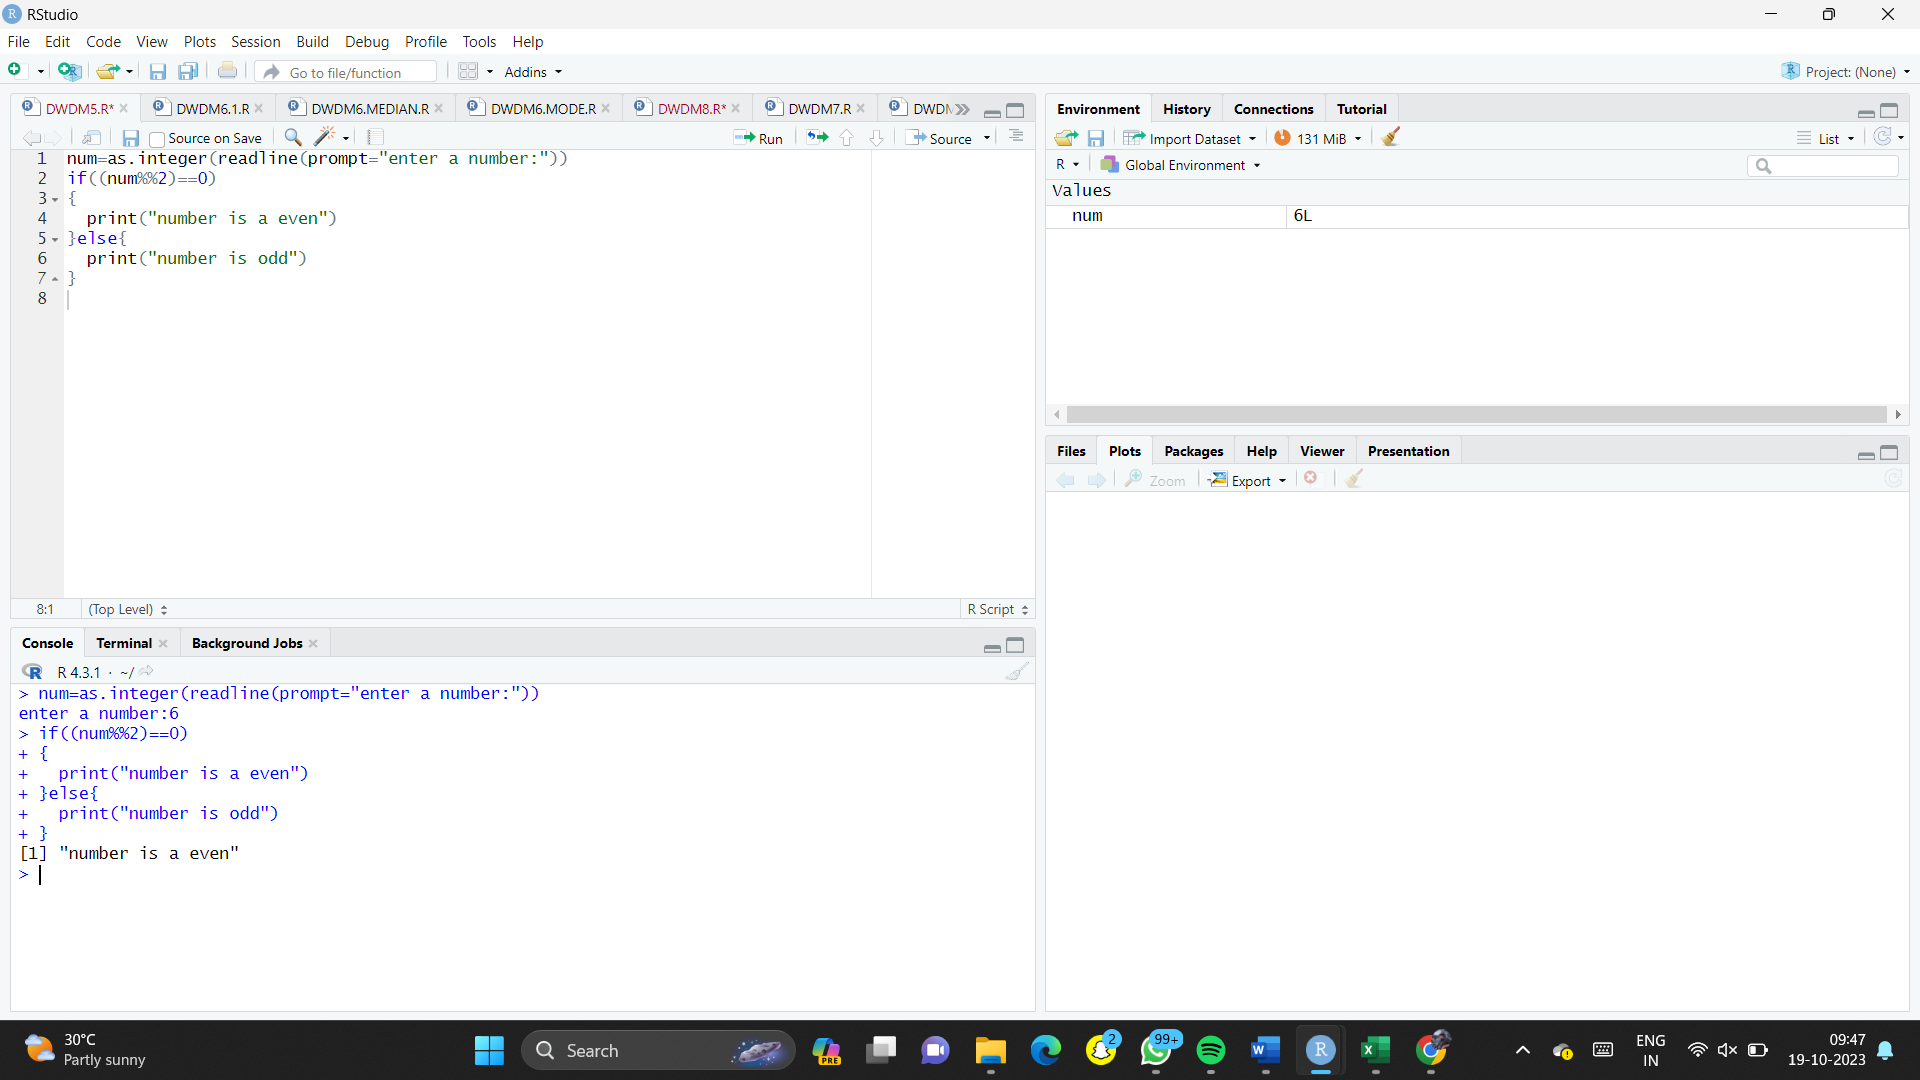 RStudio
File Edit Code View Plots Session Build Debug Profile Tools Help
Go to file/function Addins Project: (None)
DWDM5.R* DWDM6.1.R DWDM6.MEDIAN.R DWDM6.MODE.R DWDM8.R* DWDM7.R
Source on Save Run Source
1 num=as.integer(readline(prompt="enter a number:"))
2 if((num%%2)==0)
3 {
4 print("number is a even")
5 }else{
6 print("number is odd")
7 }
8
8:1 (Top Level) R Script
Console Terminal Background Jobs
R 4.3.1 · ~/
> num=as.integer(readline(prompt="enter a number:"))
enter a number:6
> if((num%%2)==0)
+ {
+ print("number is a even")
+ }else{
+ print("number is odd")
+ }
[1] "number is a even"
>
Environment History Connections Tutorial
Import Dataset 131 MiB List
R Global Environment
Values
num 6L
Files Plots Packages Help Viewer Presentation
Zoom Export
30°C
Partly sunny
Search
PRE
2
99+
ENG
IN
09:47
19-10-2023